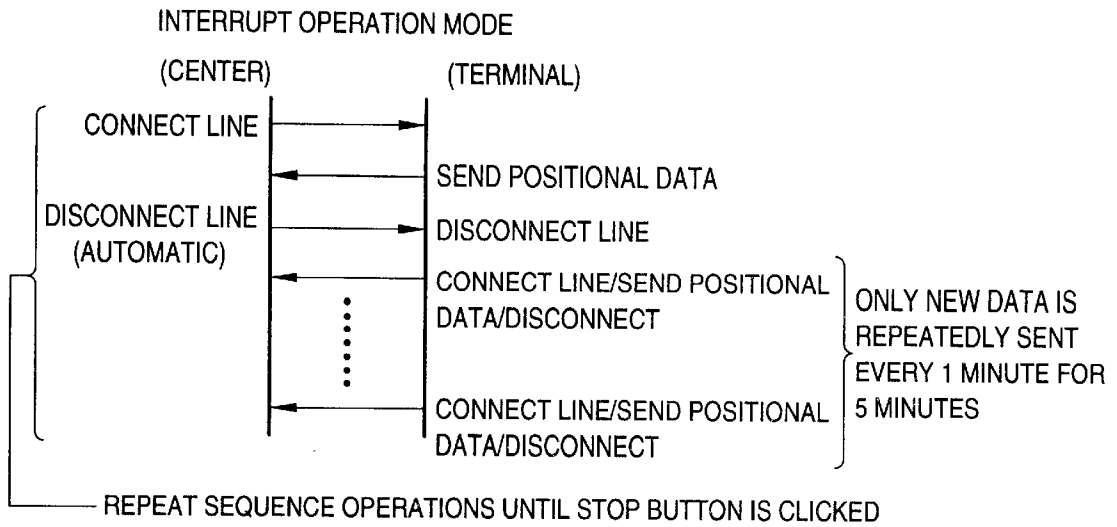 INTERRUPT OPERATION MODE
(CENTER)
(TERMINAL)
CONNECT LINE
SEND POSITIONAL DATA
DISCONNECT LINE
(AUTOMATIC)
DISCONNECT LINE
CONNECT LINE/SEND POSITIONAL
DATA/DISCONNECT
ONLY NEW DATA IS
REPEATEDLY SENT
EVERY 1 MINUTE FOR
5 MINUTES
CONNECT LINE/SEND POSITIONAL
DATA/DISCONNECT
REPEAT SEQUENCE OPERATIONS UNTIL STOP BUTTON IS CLICKED